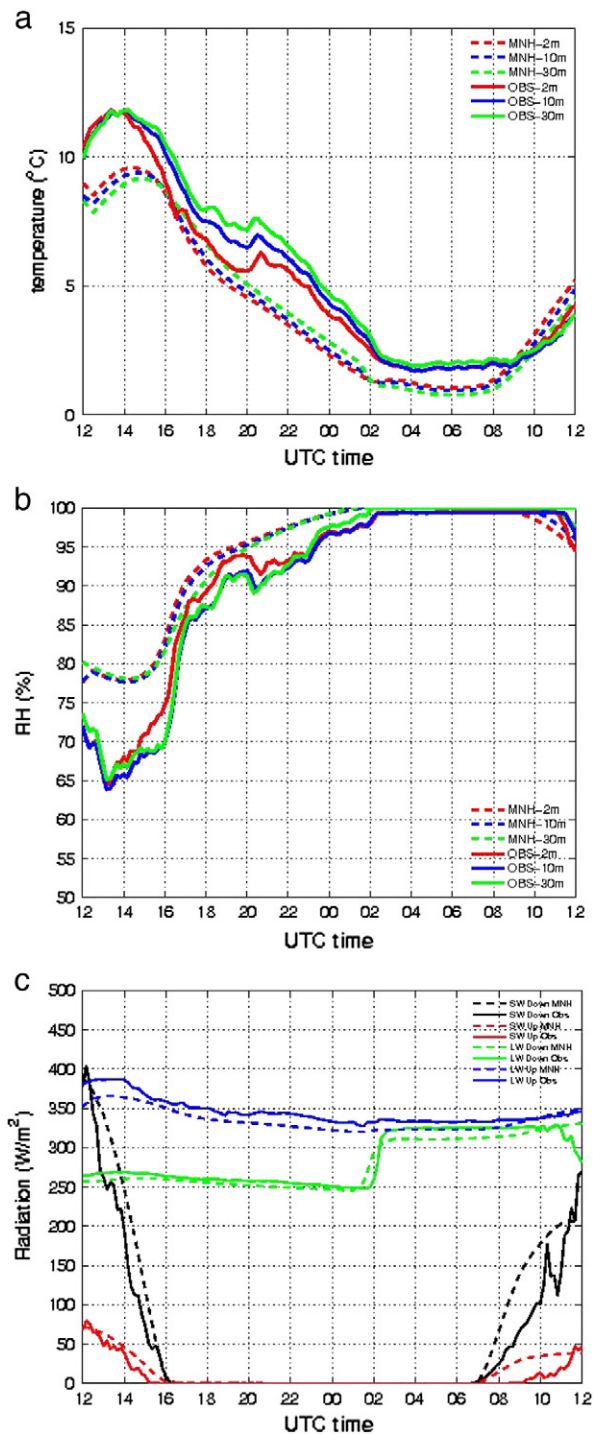 a
15
10
5
0
temperature (°C)
MNH-2m
MNH-10m
MNH-30m
OBS-2m
OBS-10m
OBS-30m
12 14 16 18 20 22 00 02 04 06 08 10 12
UTC time
b
100
95
90
85
80
75
70
65
60
55
50
RH (%)
MNH-2m
MNH-10m
MNH-30m
OBS-2m
OBS-10m
OBS-30m
12 14 16 18 20 22 00 02 04 06 08 10 12
UTC time
c
500
450
400
350
300
250
200
150
100
50
0
Radiation (W/m²)
SW Down MNH
SW Down Obs
SW Up MNH
SW Up Obs
LW Down MNH
LW Down Obs
LW Up MNH
LW Up Obs
12 14 16 18 20 22 00 02 04 06 08 10 12
UTC time